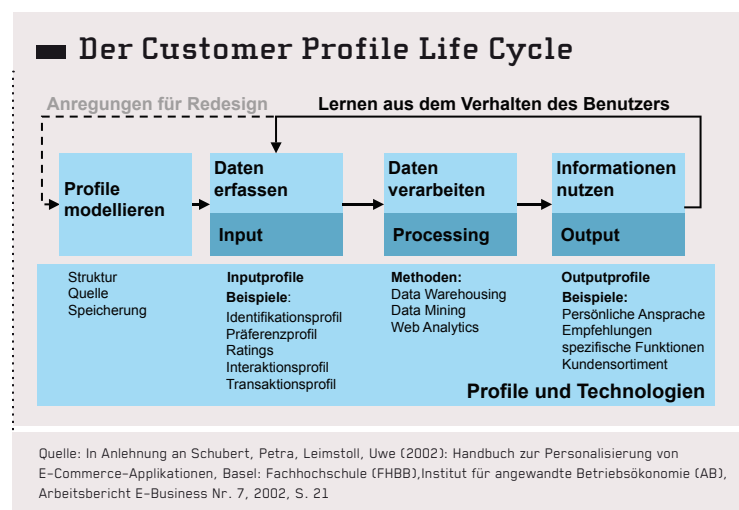 Der Customer Profile Life Cycle
Anregungen für Redesign
Lernen aus dem Verhalten des Benutzers
Profile
modellieren
Daten
erfassen
Input
Daten
verarbeiten
Processing
Informationen
nutzen
Output
Struktur
Quelle
Speicherung
Inputprofile
Beispiele:
Identifikationsprofil
Präferenzprofil
Ratings
Interaktionsprofil
Transaktionsprofil
Methoden:
Data Warehousing
Data Mining
Web Analytics
Outputprofile
Beispiele:
Persönliche Ansprache
Empfehlungen
spezifische Funktionen
Kundensortiment
Profile und Technologien
Quelle: In Anlehnung an Schubert, Petra, Leimstoll, Uwe (2002): Handbuch zur Personalisierung von
E-Commerce-Applikationen, Basel: Fachhochschule (FHBB),Institut für angewandte Betriebsökonomie (AB),
Arbeitsbericht E-Business Nr. 7, 2002, S. 21